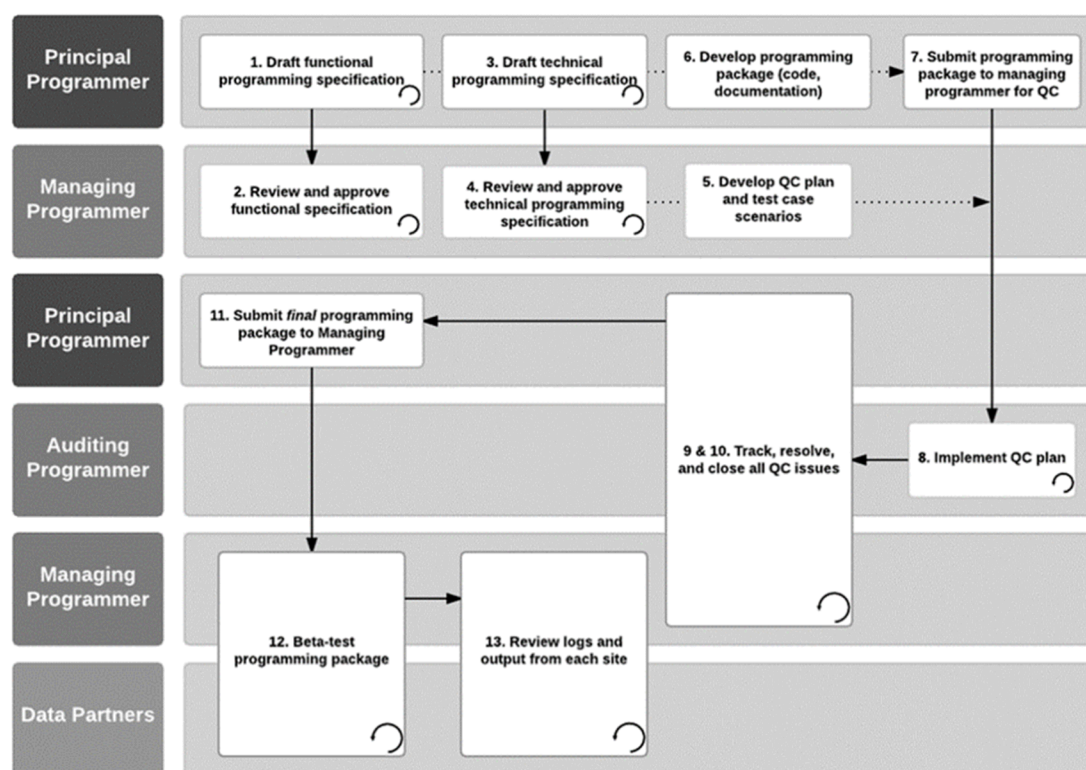 Principal
Programmer
1. Draft functional
programming specification
3. Draft technical
programming specification
6. Develop programming
package (code,
documentation)
7. Submit programming
package to managing
programmer for QC
Managing
Programmer
2. Review and approve
functional specification
4. Review and approve
technical programming
specification
5. Develop QC plan
and test case
scenarios
Principal
Programmer
11. Submit final programming
package to Managing
Programmer
Auditing
Programmer
9 & 10. Track, resolve,
and close all QC issues
8. Implement QC plan
Managing
Programmer
12. Beta-test
programming package
13. Review logs and
output from each site
Data Partners